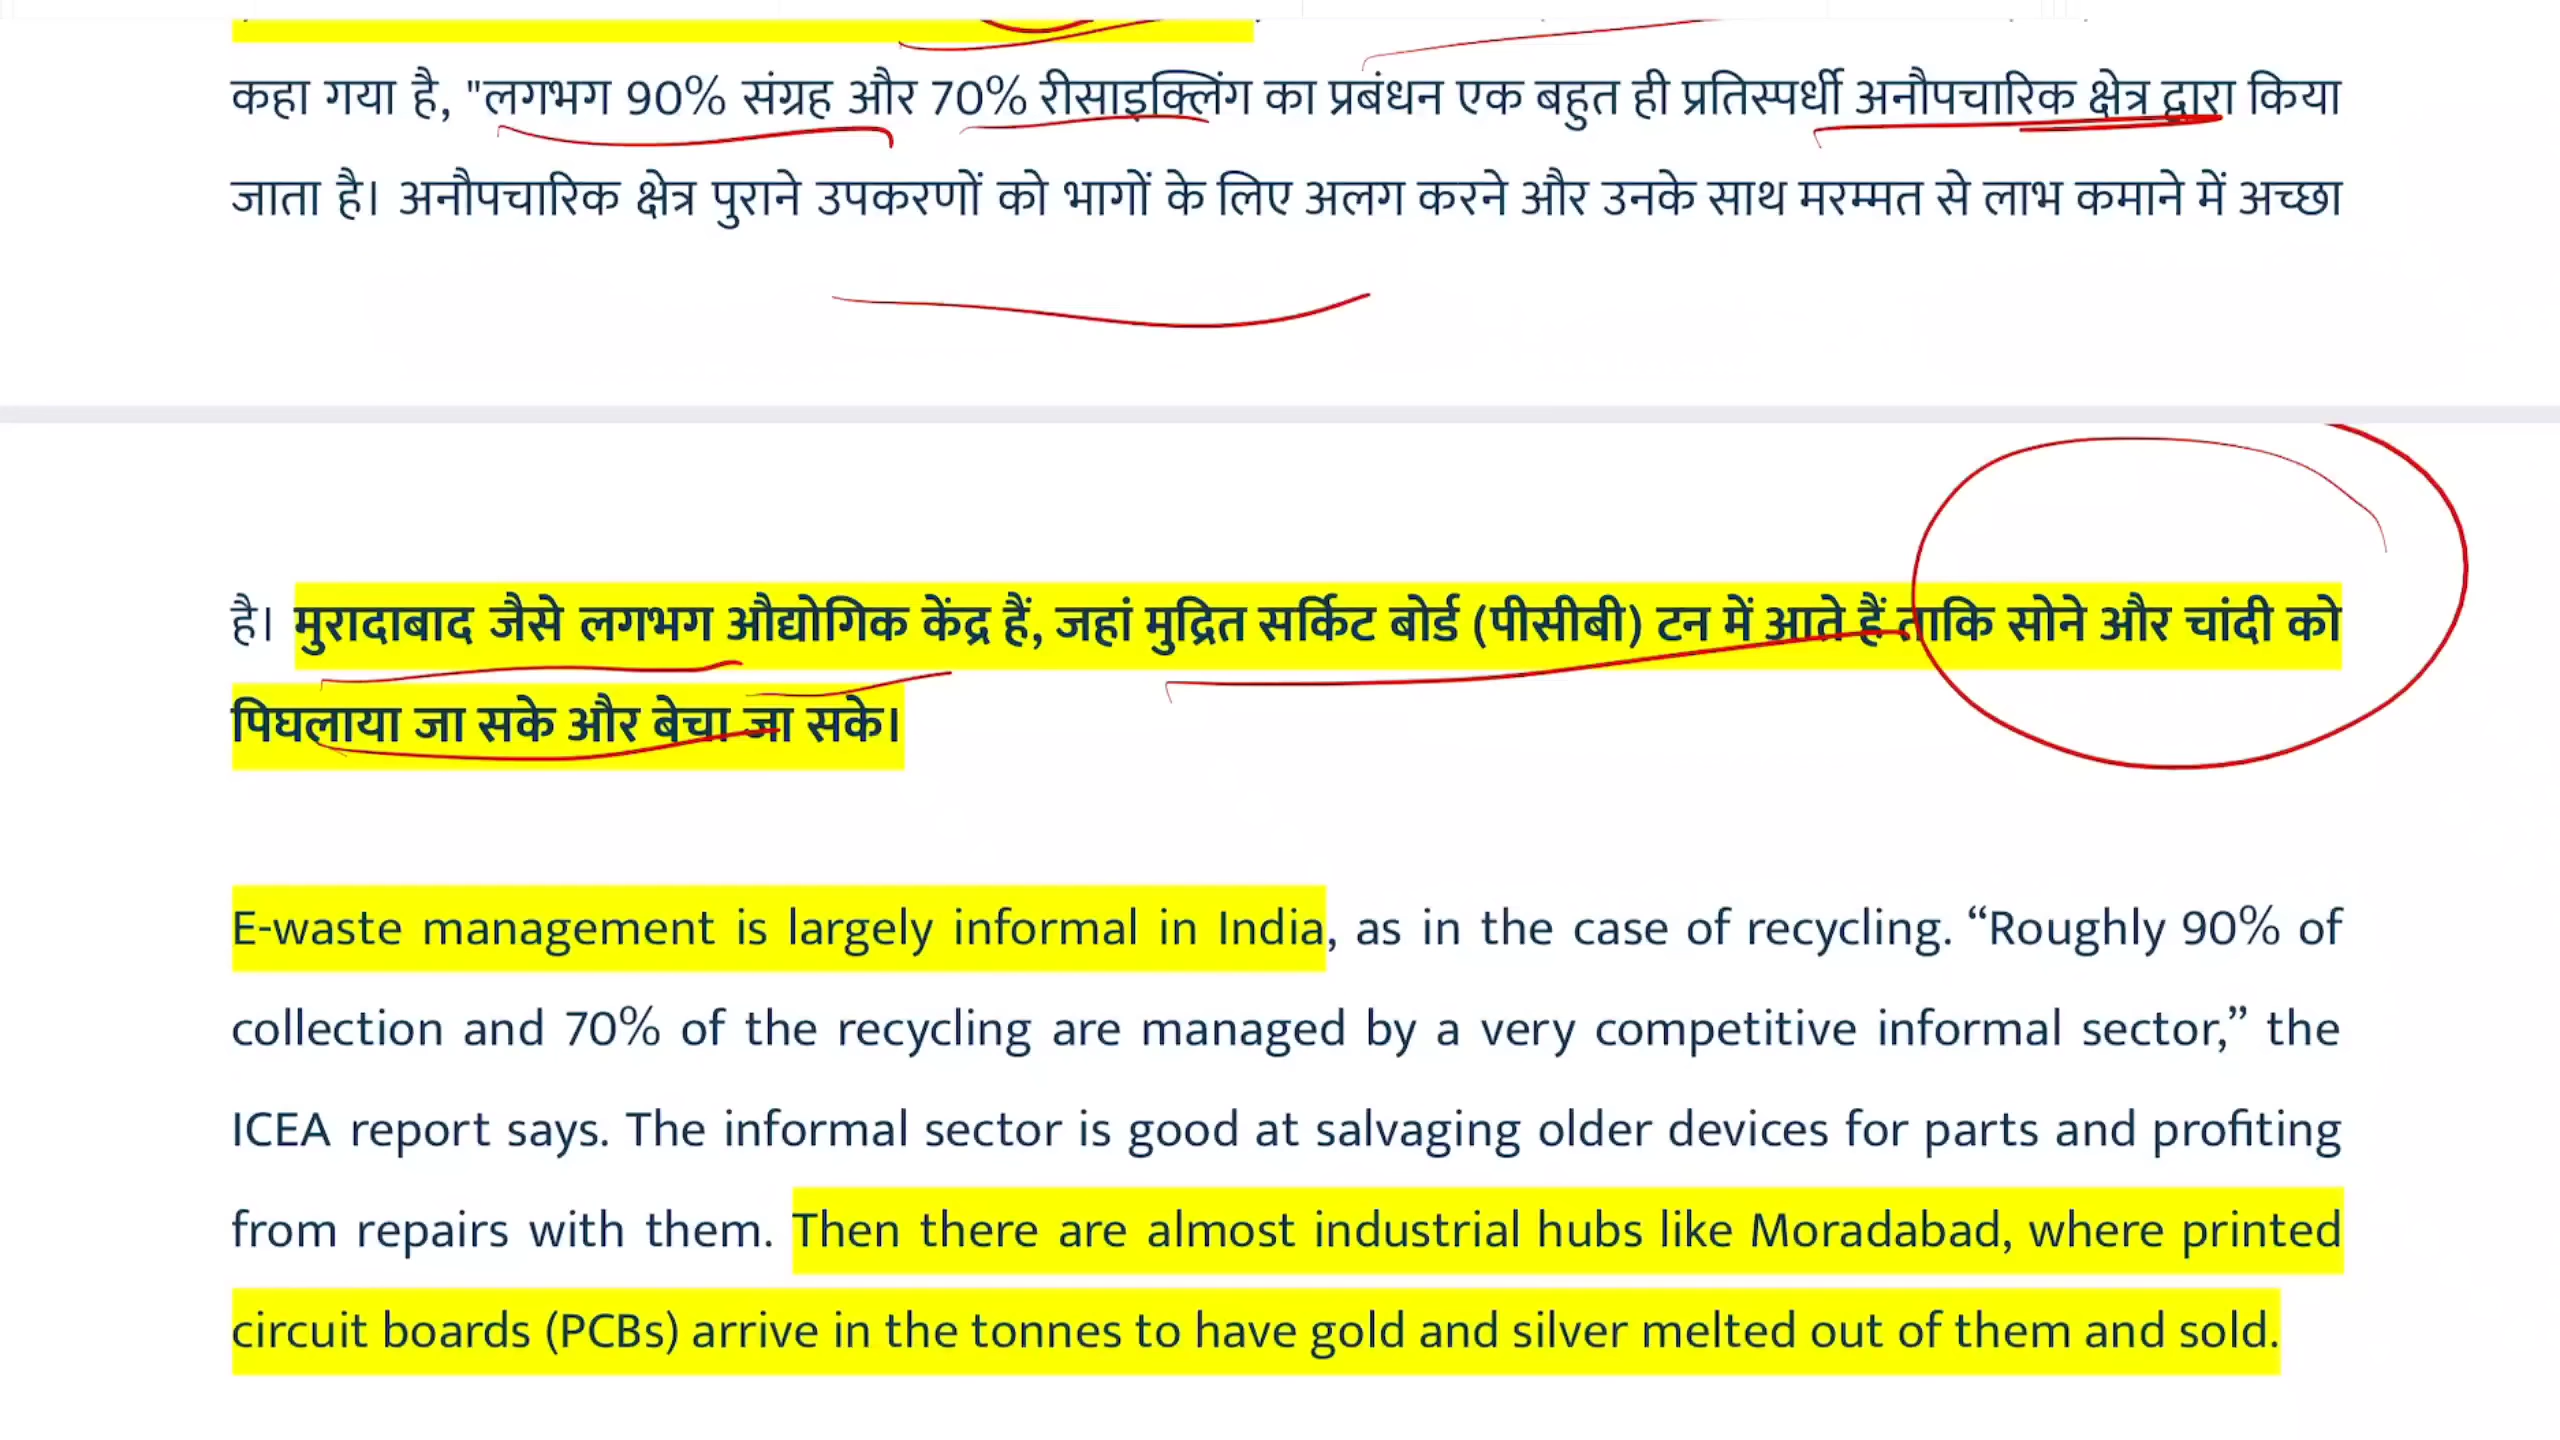 कहा गया है, "लगभग 90% संग्रह और 70% रीसाइक्लिंग का प्रबंधन एक बहुत ही प्रतिस्पर्धी अनौपचारिक क्षेत्र द्वारा किया
जाता है। अनौपचारिक क्षेत्र पुराने उपकरणों को भागों के लिए अलग करने और उनके साथ मरम्मत से लाभ कमाने में अच्छा
है। मुरादाबाद जैसे लगभग औद्योगिक केंद्र हैं, जहां मुद्रित सर्किट बोर्ड (पीसीबी) टन में आते हैं ताकि सोने और चांदी को
पिघलाया जा सके और बेचा जा सके।
E-waste management is largely informal in India, as in the case of recycling. “Roughly 90% of
collection and 70% of the recycling are managed by a very competitive informal sector,” the
ICEA report says. The informal sector is good at salvaging older devices for parts and profiting
from repairs with them. Then there are almost industrial hubs like Moradabad, where printed
circuit boards (PCBs) arrive in the tonnes to have gold and silver melted out of them and sold.